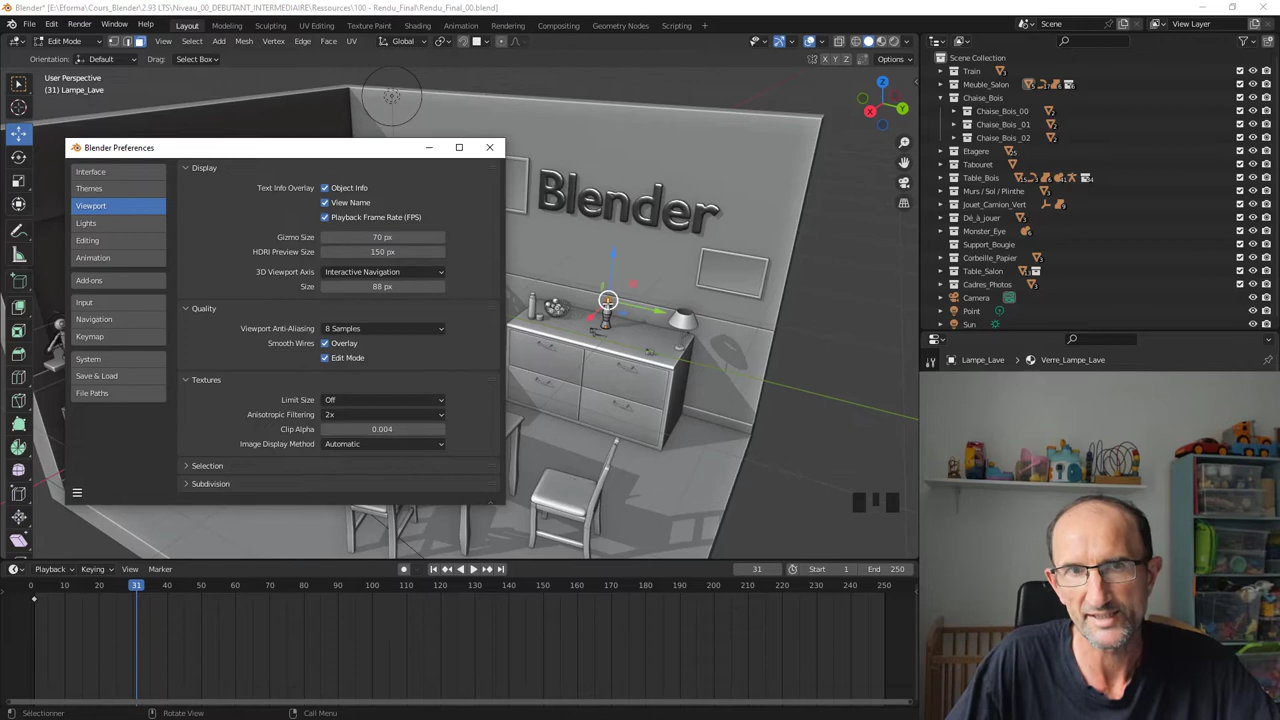 Blender* [E:\Eforma\Cours_Blender\2.93 LTS\Niveau_00_DEBUTANT_INTERMEDIAIRE\Ressources\100 - Rendu_Final\Rendu_Final_00.blend]
File Edit Render Window Help Layout Modeling Sculpting UV Editing Texture Paint Shading Animation Rendering Compositing Geometry Nodes Scripting Scene View Layer
Edit Mode View Select Add Mesh Vertex Edge Face UV Global
Orientation: Default Drag: Select Box X Y Z Options
User Perspective
(31) Lampe_Lave
Z
Y
X
Blender
Blender Preferences
Interface
Themes
Viewport
Lights
Editing
Animation
Add-ons
Input
Navigation
Keymap
System
Save & Load
File Paths
Display
Text Info Overlay Object Info
View Name
Playback Frame Rate (FPS)
Gizmo Size 70 px
HDRI Preview Size 150 px
3D Viewport Axis Interactive Navigation
Size 88 px
Quality
Viewport Anti-Aliasing 8 Samples
Smooth Wires Overlay
Edit Mode
Textures
Limit Size Off
Anisotropic Filtering 2x
Clip Alpha 0.004
Image Display Method Automatic
Selection
Subdivision
Scene Collection
Train
Meuble_Salon
Chaise_Bois
Chaise_Bois_00
Chaise_Bois_01
Chaise_Bois_02
Etagere
Tabouret
Table_Bois
Murs / Sol / Plinthe
Jouet_Camion_Vert
Dé_à_jouer
Monster_Eye
Support_Bougie
Corbeille_Papier
Table_Salon
Cadres_Photos
Camera
Point
Sun
Lampe_Lave Verre_Lampe_Lave
Playback Keying View Marker 31 Start 1 End 250
0 10 20 31 40 50 60 70 80 90 100 110 120 130 140 150 160 170 180 190 200 210 220 230 240 250
Sélectionner Rotate View Call Menu